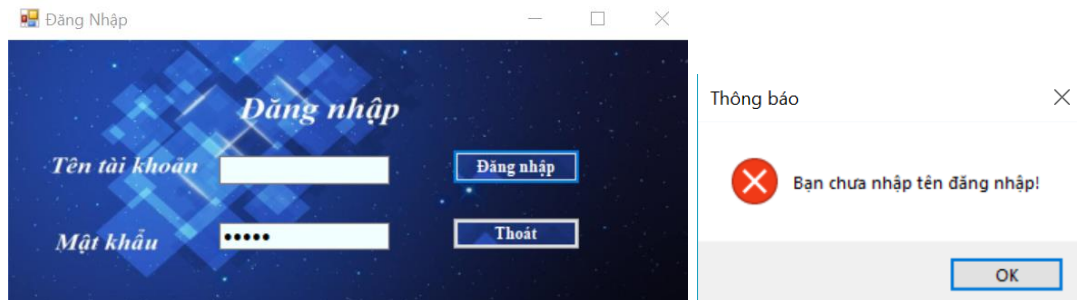 Đăng Nhập
Đăng nhập
Tên tài khoản
Đăng nhập
Mật khẩu
•••••
Thoát
Thông báo
Bạn chưa nhập tên đăng nhập!
OK